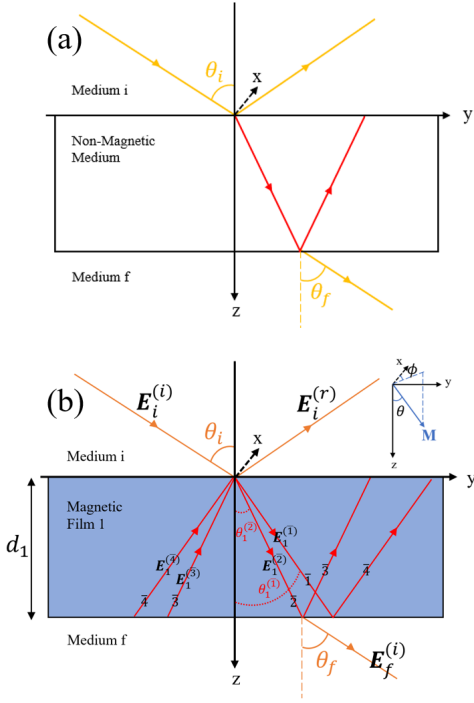 (a)
θ_i
x
Medium i
y
Non-Magnetic
Medium
Medium f
θ_f
z
(b)
E_i^(i)
E_i^(r)
x
ϕ
y
θ
M
z
θ_i
x
Medium i
y
Magnetic
Film 1
d_1
θ_1^(2̄)
E_1^(1̄)
E_1^(4̄)
E_1^(3̄)
E_1^(2̄)
θ_1^(1̄)
1̄
3̄
4̄
4̄
3̄
2̄
Medium f
θ_f
E_f^(i)
z